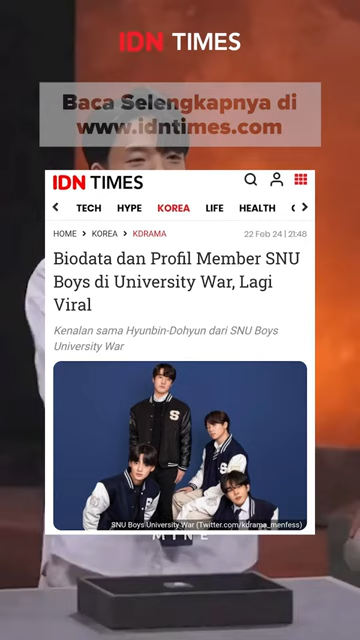 IDN TIMES
Baca Selengkapnya di
www.idntimes.com
IDN TIMES
TECH HYPE KOREA LIFE HEALTH
HOME > KOREA > KDRAMA 22 Feb 24 | 21:48
Biodata dan Profil Member SNU
Boys di University War, Lagi
Viral
Kenalan sama Hyunbin-Dohyun dari SNU Boys
University War
S
S
SNU Boys University War (Twitter.com/kdrama_menfess)
MINE